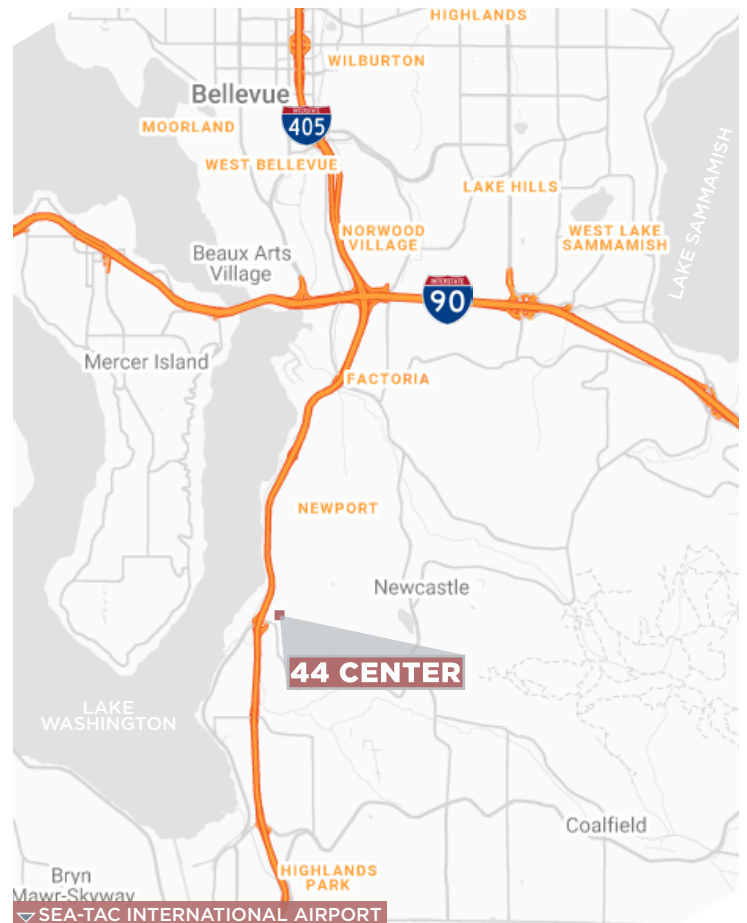 HIGHLANDS
WILBURTON
Bellevue
INTERSTATE
405
MOORLAND
WEST BELLEVUE
LAKE HILLS
LAKE SAMMAMISH
NORWOOD
VILLAGE
WEST LAKE
SAMMAMISH
Beaux Arts
Village
INTERSTATE
90
Mercer Island
FACTORIA
NEWPORT
Newcastle
44 CENTER
LAKE
WASHINGTON
Coalfield
HIGHLANDS
PARK
Bryn
Mawr-Skyway
SEA-TAC INTERNATIONAL AIRPORT